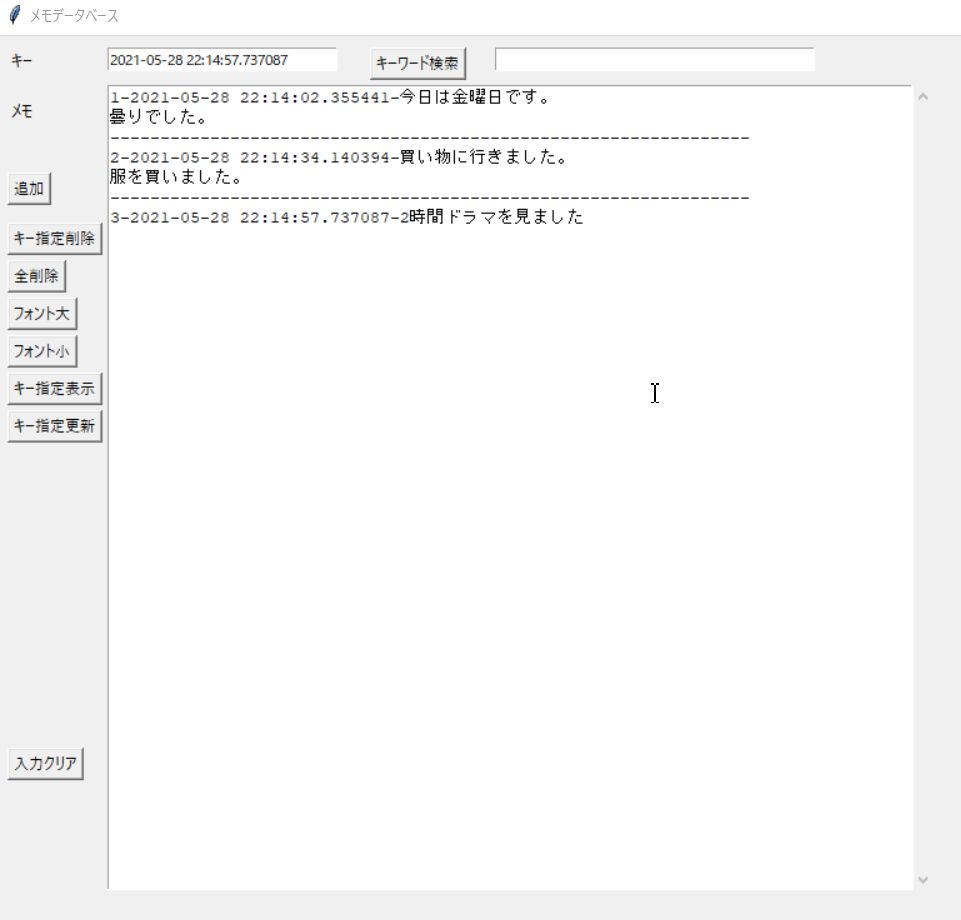 メモデータベース
キー
2021-05-28 22:14:57.737087
キーワード検索
メモ
1-2021-05-28 22:14:02.355441-今日は金曜日です。
曇りでした。
----------------------------------------------------------------
2-2021-05-28 22:14:34.140394-買い物に行きました。
服を買いました。
----------------------------------------------------------------
3-2021-05-28 22:14:57.737087-2時間ドラマを見ました
追加
キー指定削除
全削除
フォント大
フォント小
キー指定表示
キー指定更新
入力クリア